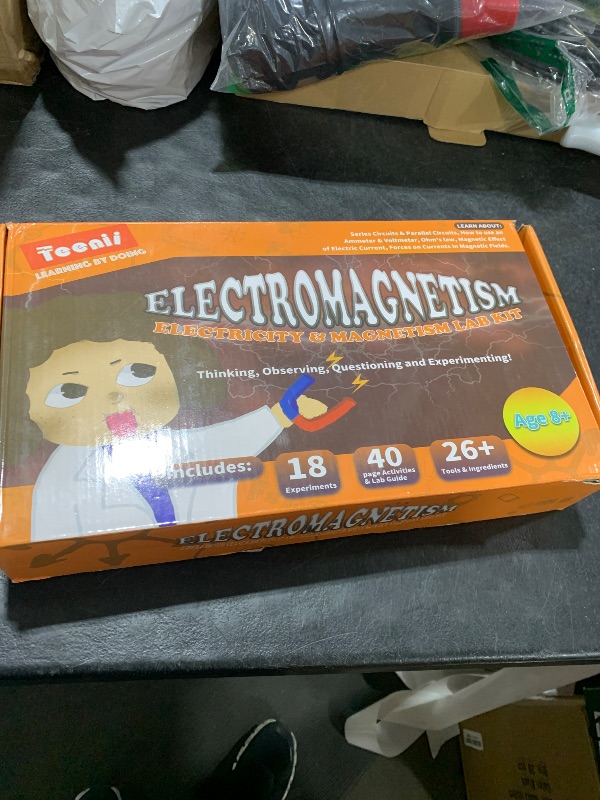 Teenii
LEARNING BY DOING
LEARN ABOUT:
Series Circuits & Parallel Circuits, How to use an
Ammeter & Voltmeter, Ohm's law, Magnetic Effect
of Electric Current, Forces on Currents in Magnetic Fields.
ELECTROMAGNETISM
ELECTRICITY & MAGNETISM LAB KIT
Thinking, Observing, Questioning and Experimenting!
Age 8+
Includes:
18
Experiments
40
page Activities
& Lab Guide
26+
Tools & Ingredients
ELECTROMAGNETISM